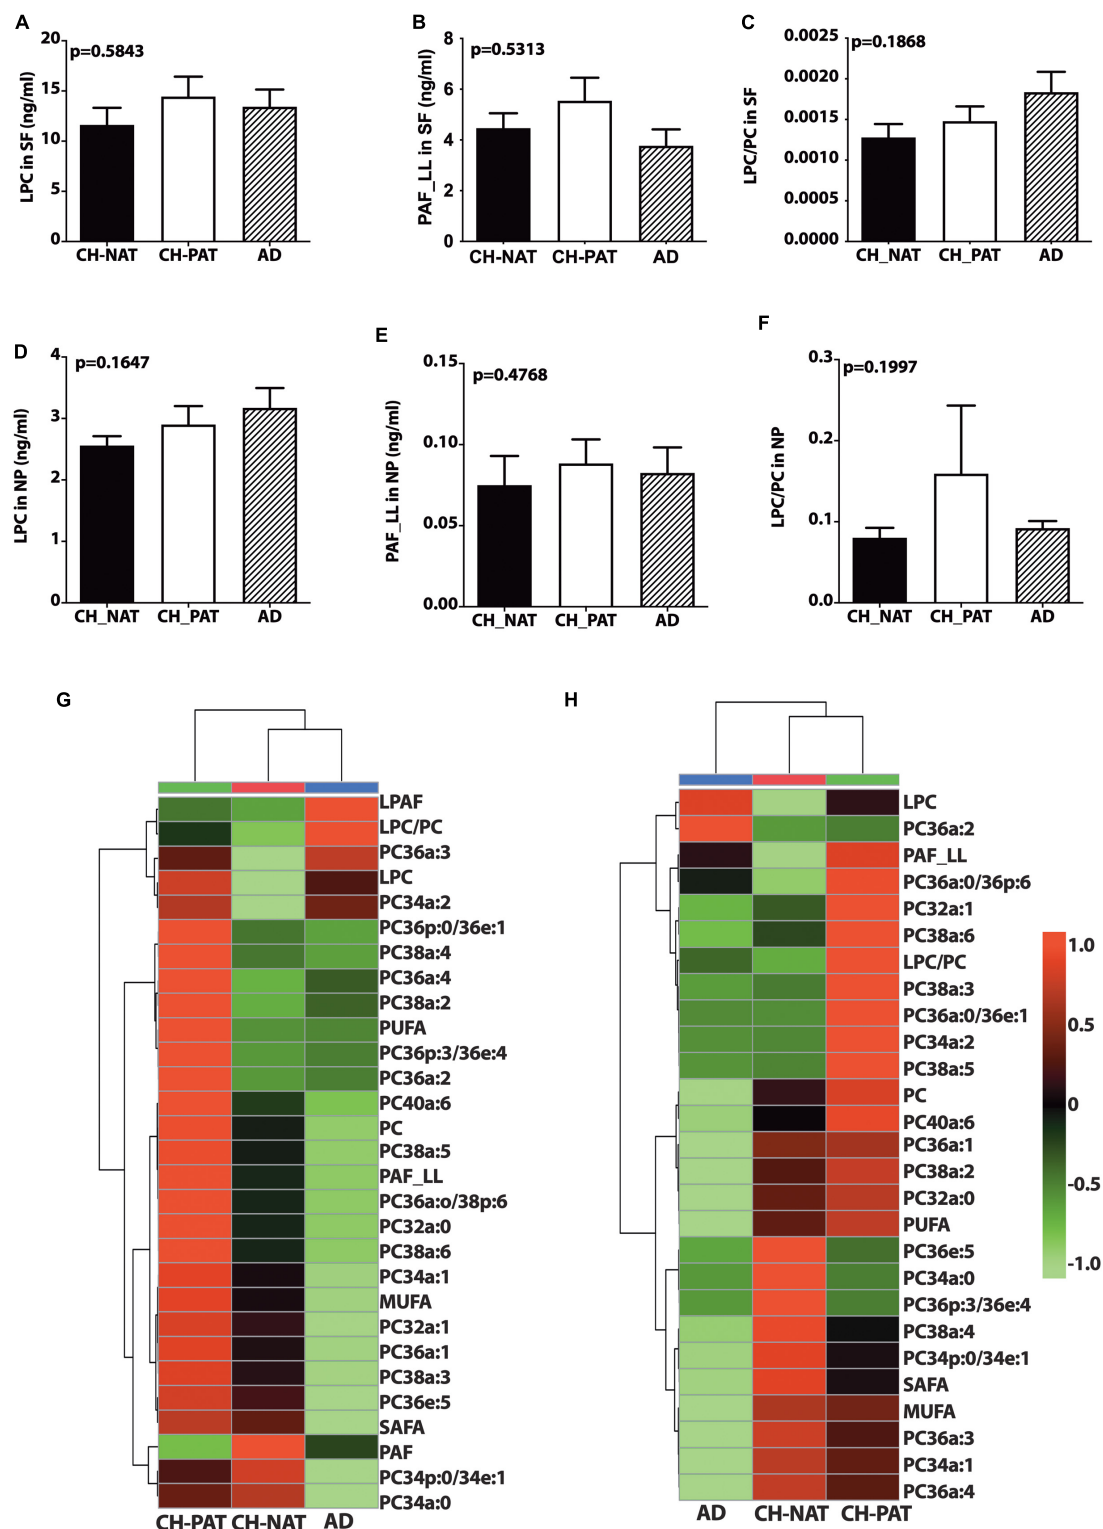 A
p=0.5843
LPC in SF (ng/ml)
20
15
10
5
0
CH-NAT CH-PAT AD
B
p=0.5313
PAF_LL in SF (ng/ml)
8
6
4
2
0
CH-NAT CH-PAT AD
C
p=0.1868
LPC/PC in SF
0.0025
0.0020
0.0015
0.0010
0.0005
0.0000
CH_NAT CH_PAT AD
D
p=0.1647
LPC in NP (ng/ml)
4
3
2
1
0
CH_NAT CH_PAT AD
E
p=0.4768
PAF_LL in NP (ng/ml)
0.15
0.10
0.05
0.00
CH_NAT CH_PAT AD
F
p=0.1997
LPC/PC in NP
0.3
0.2
0.1
0.0
CH_NAT CH_PAT AD
G
LPAF
LPC/PC
PC36a:3
LPC
PC34a:2
PC36p:0/36e:1
PC38a:4
PC36a:4
PC38a:2
PUFA
PC36p:3/36e:4
PC36a:2
PC40a:6
PC
PC38a:5
PAF_LL
PC36a:o/38p:6
PC32a:0
PC38a:6
PC34a:1
MUFA
PC32a:1
PC36a:1
PC38a:3
PC36e:5
SAFA
PAF
PC34p:0/34e:1
PC34a:0
CH-PAT CH-NAT AD
H
LPC
PC36a:2
PAF_LL
PC36a:0/36p:6
PC32a:1
PC38a:6
LPC/PC
PC38a:3
PC36a:0/36e:1
PC34a:2
PC38a:5
PC
PC40a:6
PC36a:1
PC38a:2
PC32a:0
PUFA
PC36e:5
PC34a:0
PC36p:3/36e:4
PC38a:4
PC34p:0/34e:1
SAFA
MUFA
PC36a:3
PC34a:1
PC36a:4
AD CH-NAT CH-PAT
1.0
0.5
0
-0.5
-1.0